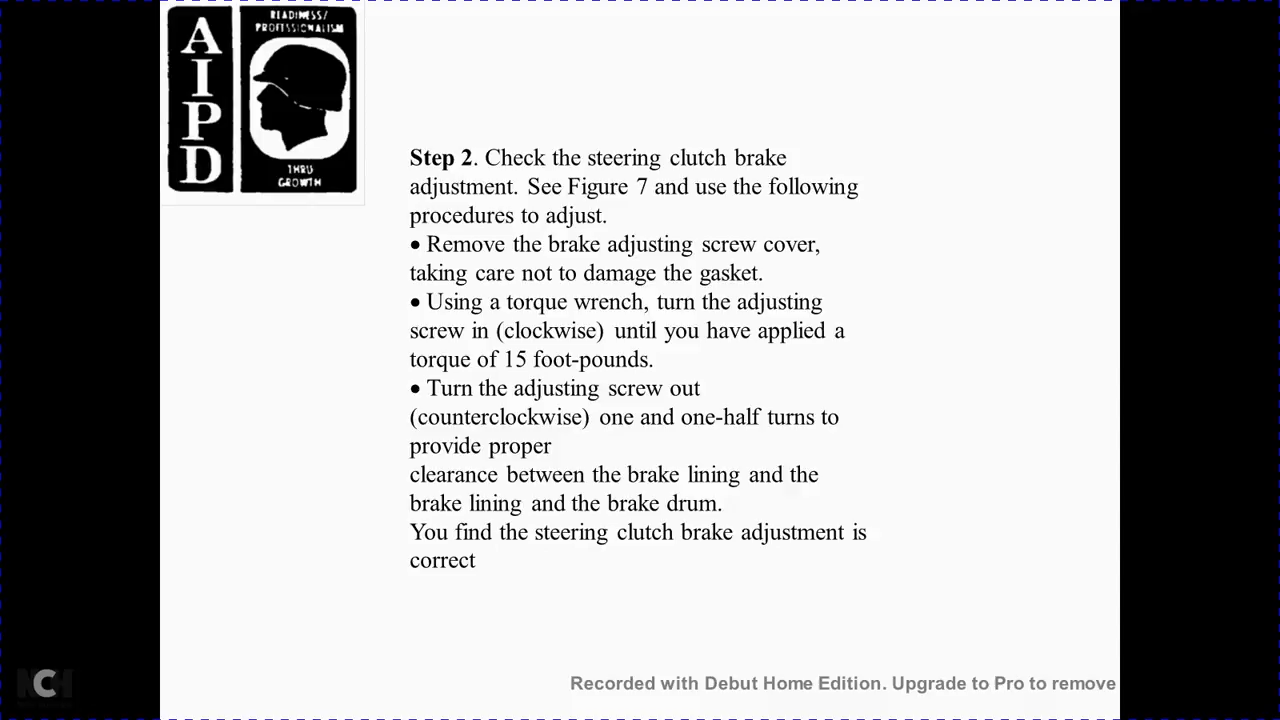 A
I
P
D
READINESS/
PROFESSIONALISM
THRU
GROWTH
Step 2. Check the steering clutch brake
adjustment. See Figure 7 and use the following
procedures to adjust.
• Remove the brake adjusting screw cover,
taking care not to damage the gasket.
• Using a torque wrench, turn the adjusting
screw in (clockwise) until you have applied a
torque of 15 foot-pounds.
• Turn the adjusting screw out
(counterclockwise) one and one-half turns to
provide proper
clearance between the brake lining and the
brake lining and the brake drum.
You find the steering clutch brake adjustment is
correct
NCH
Recorded with Debut Home Edition. Upgrade to Pro to remove